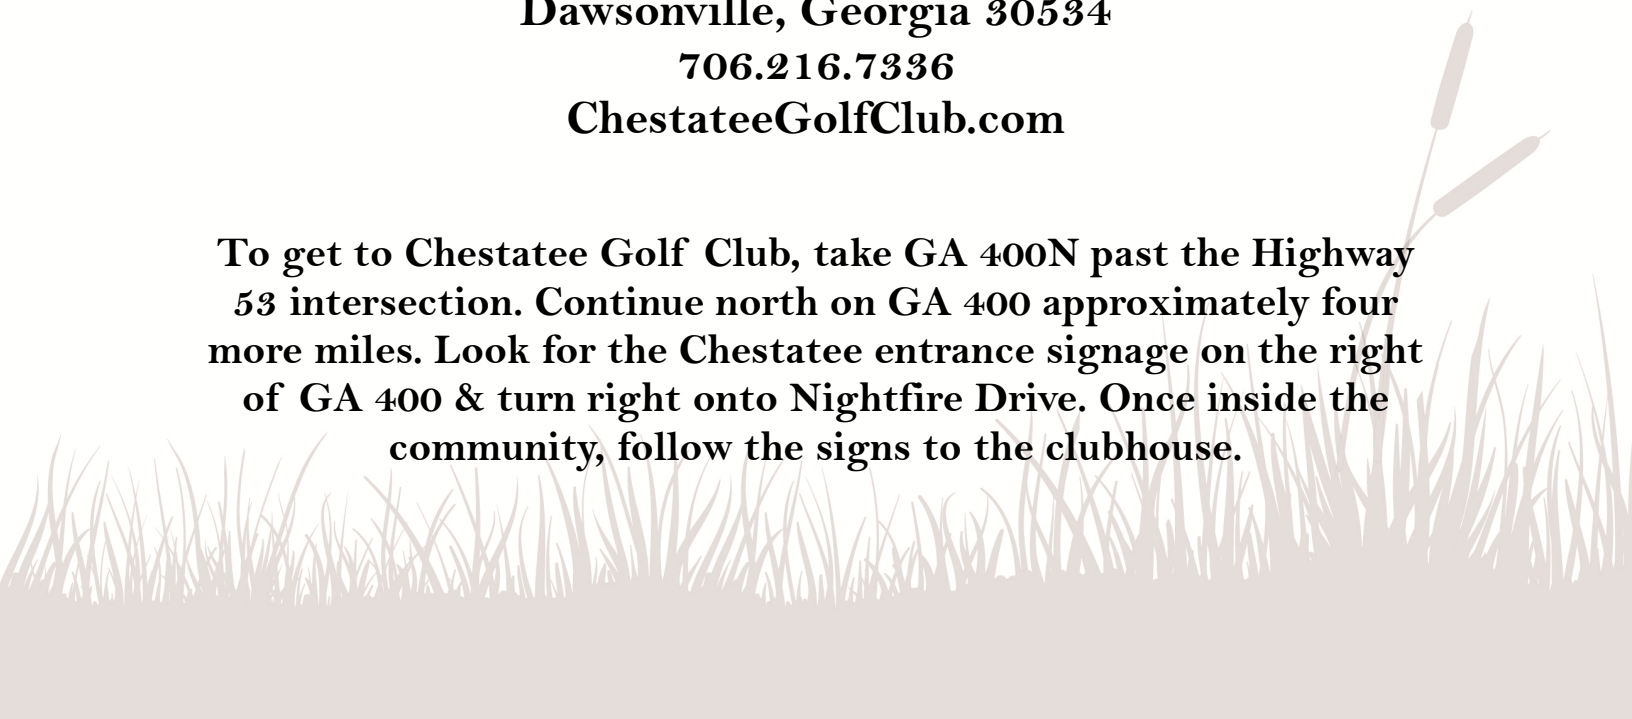 Dawsonville, Georgia 30534
706.216.7336
ChestateeGolfClub.com
To get to Chestatee Golf Club, take GA 400N past the Highway
53 intersection. Continue north on GA 400 approximately four
more miles. Look for the Chestatee entrance signage on the right
of GA 400 & turn right onto Nightfire Drive. Once inside the
community, follow the signs to the clubhouse.